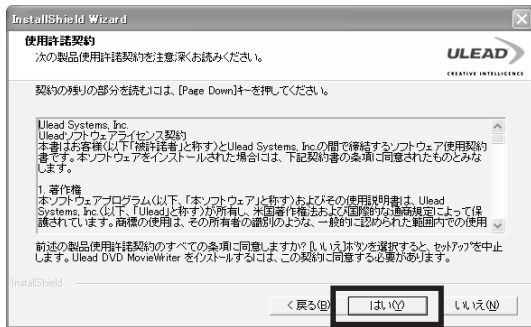 InstallShield Wizard
使用許諾契約
次の製品使用許諾契約を注意深くお読みください。
ULEAD
CREATIVE INTELLIGENCE
契約の残りの部分を読むには、[Page Down]キーを押してください。
Ulead Systems, Inc.
Uleadソフトウェアライセンス契約
本書はお客様(以下「被許諾者」と称す)とUlead Systems, Inc.の間で締結するソフトウェア使用契約
書です。本ソフトウェアをインストールされた場合には、下記契約書の条項に同意されたものとみな
します。
1. 著作権
本ソフトウェアプログラム(以下、「本ソフトウェア」と称す)およびその使用説明書は、Ulead
Systems, Inc.(以下、「Ulead」と称す)が所有し、米国著作権法および国際的な通商規定によって保
護されています。商標の使用は、その所有者の識別のような、一般的に認められた範囲内での使用
前述の製品使用許諾契約のすべての条項に同意しますか? [いいえ]ボタンを選択すると、セットアップを中止
します。Ulead DVD MovieWriter をインストールするには、この契約に同意する必要があります。
InstallShield
< 戻る(B)
はい(Y)
いいえ(N)